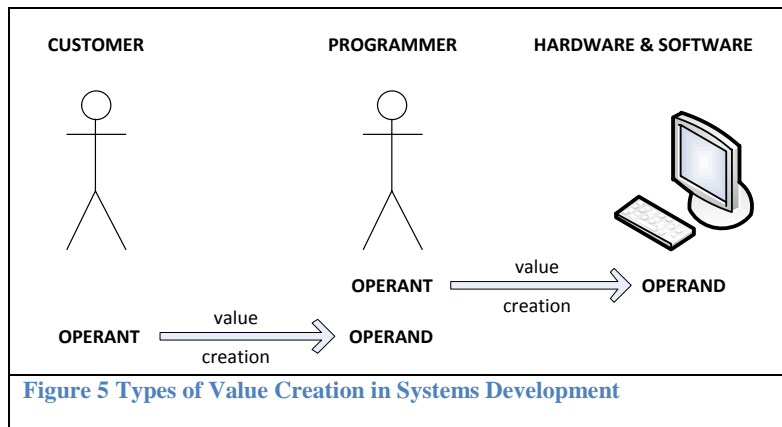 CUSTOMER PROGRAMMER HARDWARE & SOFTWARE
OPERANT value creation OPERAND
OPERANT value creation OPERAND
Figure 5 Types of Value Creation in Systems Development